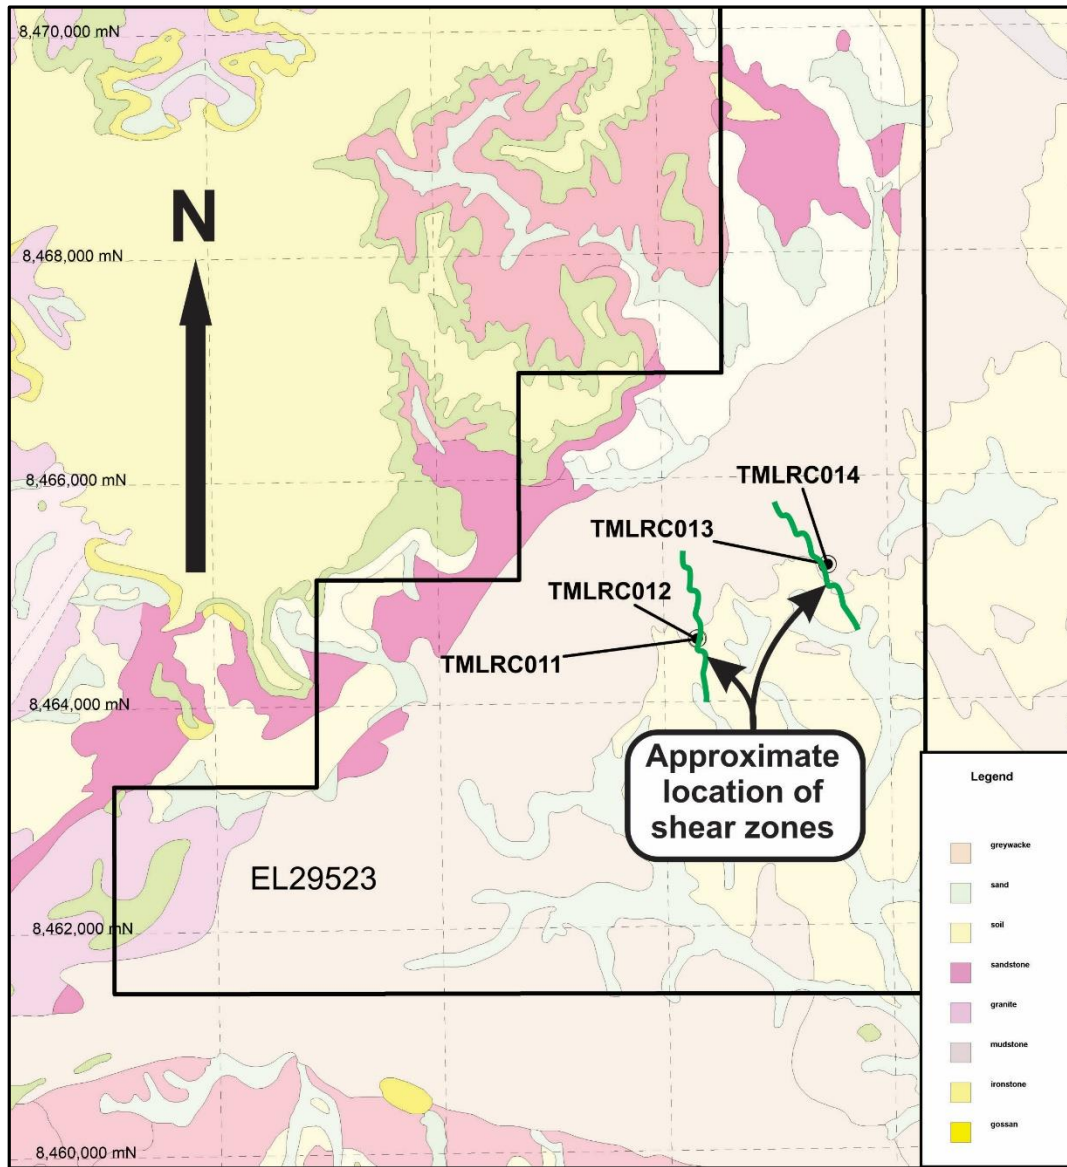 8,470,000 mN
N
8,468,000 mN
8,466,000 mN
TMLRC014
TMLRC013
TMLRC012
TMLRC011
8,464,000 mN
Approximate
location of
shear zones
EL29523
8,462,000 mN
8,460,000 mN
Legend
greywacke
sand
soil
sandstone
granite
mudstone
ironstone
gossan